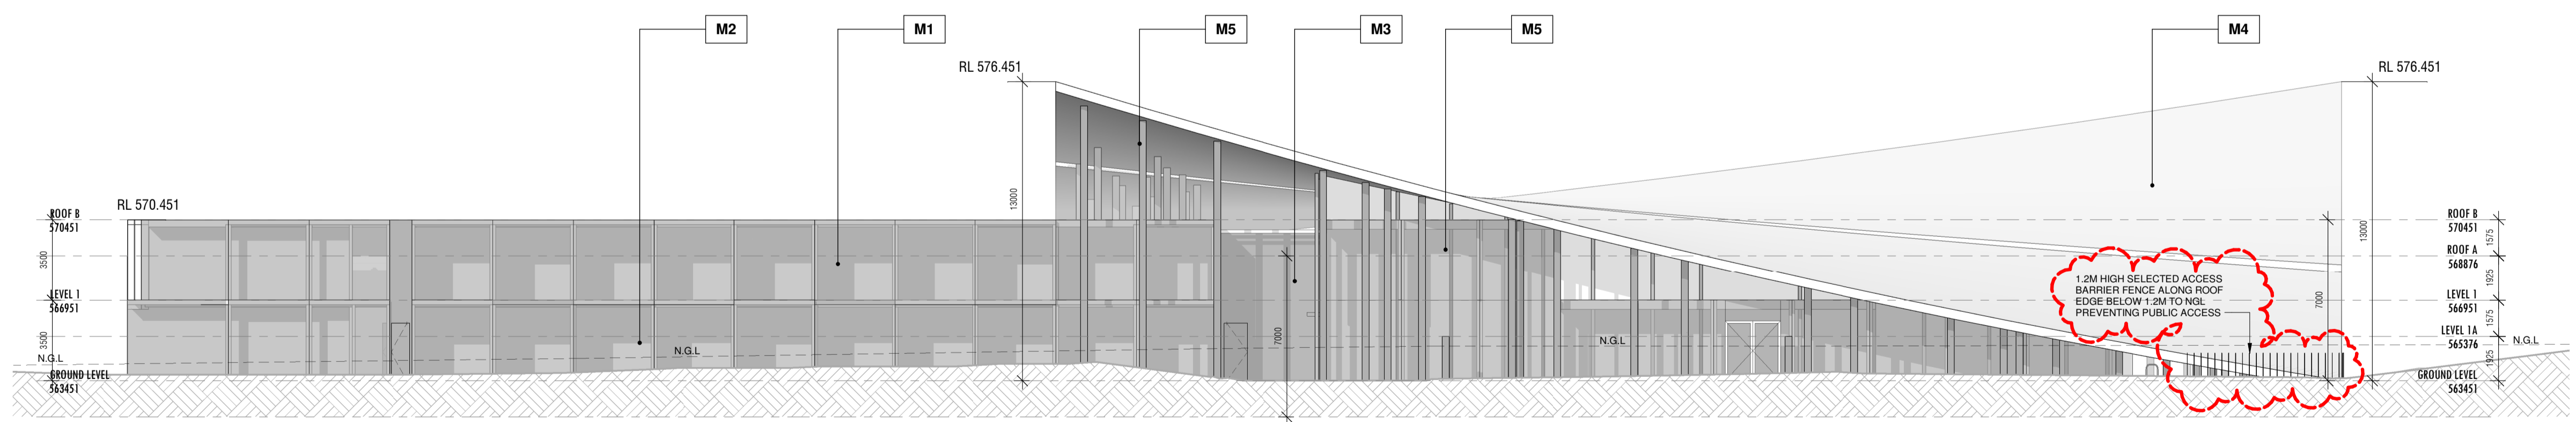 M2
M1
M5
M3
M5
M4
RL 576.451
RL 576.451
RL 570.451
ROOF B
570451
3500
LEVEL 1
566951
3500
N.G.L
GROUND LEVEL
563451
N.G.L
13000
7000
N.G.L
1.2M HIGH SELECTED ACCESS
BARRIER FENCE ALONG ROOF
EDGE BELOW 1.2M TO NGL
PREVENTING PUBLIC ACCESS
7000
13000
ROOF B
570451
1575
ROOF A
568876
1925
LEVEL 1
566951
1575
LEVEL 1A
565376
1925
N.G.L
GROUND LEVEL
563451